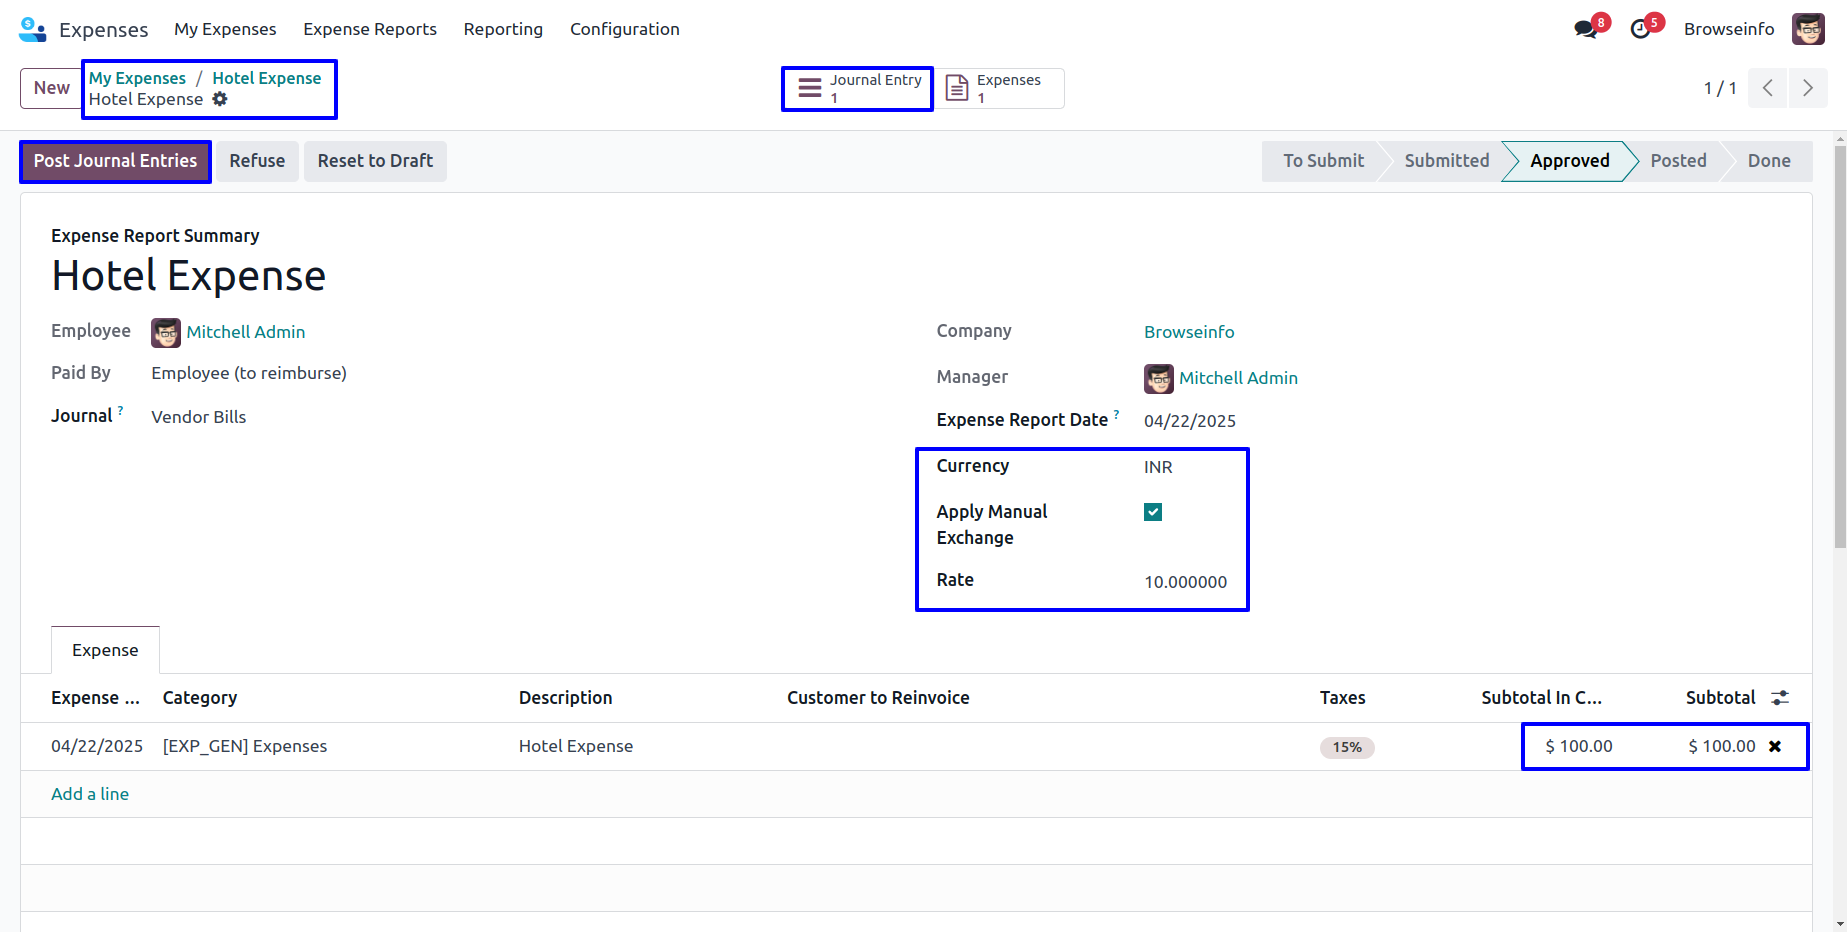 Expenses My Expenses Expense Reports Reporting Configuration 8 5 Browseinfo
New My Expenses / Hotel Expense
Hotel Expense
Journal Entry
1
Expenses
1
1 / 1
Post Journal Entries Refuse Reset to Draft To Submit Submitted Approved Posted Done
Expense Report Summary
Hotel Expense
Employee Mitchell Admin
Paid By Employee (to reimburse)
Journal ? Vendor Bills
Company Browseinfo
Manager Mitchell Admin
Expense Report Date ? 04/22/2025
Currency INR
Apply Manual
Exchange
Rate 10.000000
Expense
Expense ... Category Description Customer to Reinvoice Taxes Subtotal In C... Subtotal
04/22/2025 [EXP_GEN] Expenses Hotel Expense 15% $ 100.00 $ 100.00
Add a line